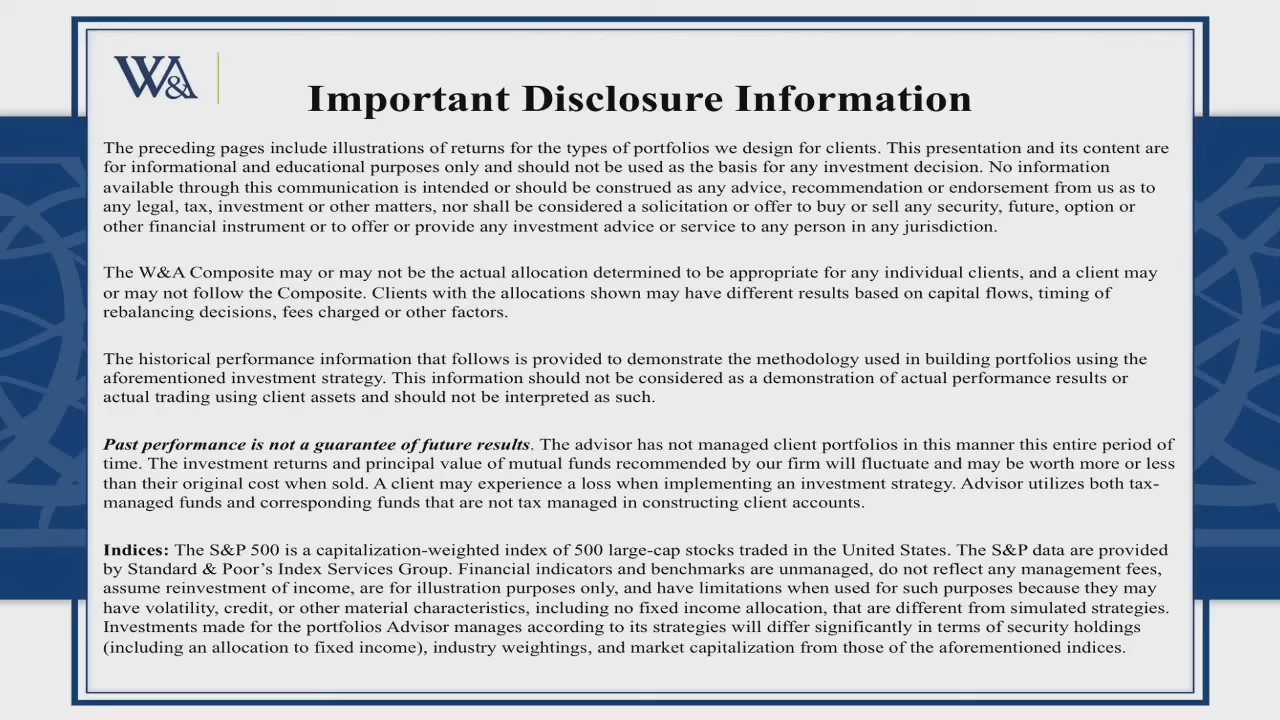 W&A
Important Disclosure Information
The preceding pages include illustrations of returns for the types of portfolios we design for clients. This presentation and its content are
for informational and educational purposes only and should not be used as the basis for any investment decision. No information
available through this communication is intended or should be construed as any advice, recommendation or endorsement from us as to
any legal, tax, investment or other matters, nor shall be considered a solicitation or offer to buy or sell any security, future, option or
other financial instrument or to offer or provide any investment advice or service to any person in any jurisdiction.
The W&A Composite may or may not be the actual allocation determined to be appropriate for any individual clients, and a client may
or may not follow the Composite. Clients with the allocations shown may have different results based on capital flows, timing of
rebalancing decisions, fees charged or other factors.
The historical performance information that follows is provided to demonstrate the methodology used in building portfolios using the
aforementioned investment strategy. This information should not be considered as a demonstration of actual performance results or
actual trading using client assets and should not be interpreted as such.
Past performance is not a guarantee of future results. The advisor has not managed client portfolios in this manner this entire period of
time. The investment returns and principal value of mutual funds recommended by our firm will fluctuate and may be worth more or less
than their original cost when sold. A client may experience a loss when implementing an investment strategy. Advisor utilizes both tax-
managed funds and corresponding funds that are not tax managed in constructing client accounts.
Indices: The S&P 500 is a capitalization-weighted index of 500 large-cap stocks traded in the United States. The S&P data are provided
by Standard & Poor’s Index Services Group. Financial indicators and benchmarks are unmanaged, do not reflect any management fees,
assume reinvestment of income, are for illustration purposes only, and have limitations when used for such purposes because they may
have volatility, credit, or other material characteristics, including no fixed income allocation, that are different from simulated strategies.
Investments made for the portfolios Advisor manages according to its strategies will differ significantly in terms of security holdings
(including an allocation to fixed income), industry weightings, and market capitalization from those of the aforementioned indices.